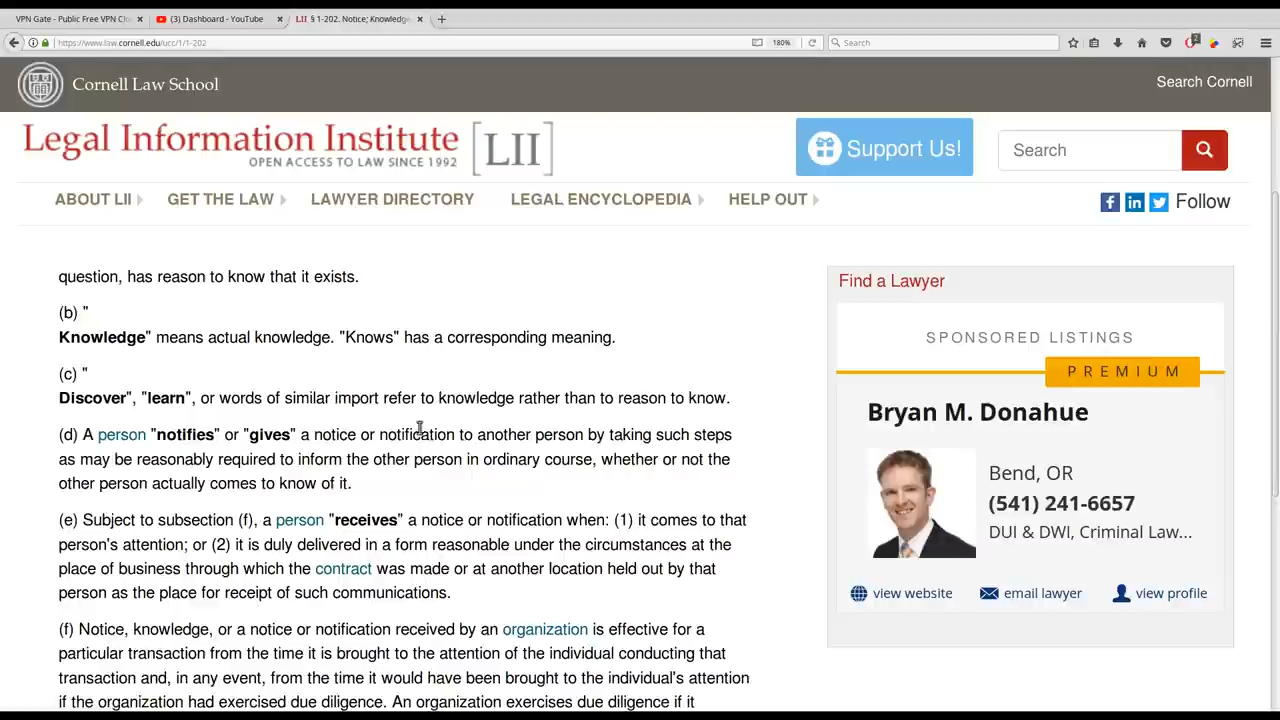 VPN Gate - Public Free VPN Clo
(3) Dashboard - YouTube
LII § 1-202. Notice; Knowledge
https://www.law.cornell.edu/ucc/1/1-202
180%
Search
2
Cornell Law School
Search Cornell
Legal Information Institute [LII]
OPEN ACCESS TO LAW SINCE 1992
Support Us!
Search
ABOUT LII
GET THE LAW
LAWYER DIRECTORY
LEGAL ENCYCLOPEDIA
HELP OUT
Follow
question, has reason to know that it exists.
(b) "
Knowledge" means actual knowledge. "Knows" has a corresponding meaning.
(c) "
Discover", "learn", or words of similar import refer to knowledge rather than to reason to know.
(d) A person "notifies" or "gives" a notice or notification to another person by taking such steps
as may be reasonably required to inform the other person in ordinary course, whether or not the
other person actually comes to know of it.
(e) Subject to subsection (f), a person "receives" a notice or notification when: (1) it comes to that
person's attention; or (2) it is duly delivered in a form reasonable under the circumstances at the
place of business through which the contract was made or at another location held out by that
person as the place for receipt of such communications.
(f) Notice, knowledge, or a notice or notification received by an organization is effective for a
particular transaction from the time it is brought to the attention of the individual conducting that
transaction and, in any event, from the time it would have been brought to the individual's attention
if the organization had exercised due diligence. An organization exercises due diligence if it
Find a Lawyer
SPONSORED LISTINGS
PREMIUM
Bryan M. Donahue
Bend, OR
(541) 241-6657
DUI & DWI, Criminal Law...
view website
email lawyer
view profile